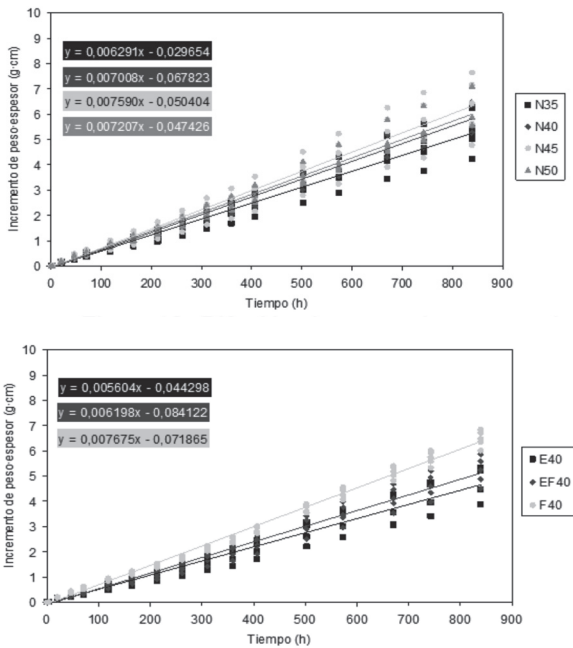 10
9
8
7
6
5
4
3
2
1
0
Incremento de peso·espesor (g·cm)
y = 0,006291x - 0,029654
y = 0,007008x - 0,067823
y = 0,007590x - 0,050404
y = 0,007207x - 0,047426
N35
N40
N45
N50
0 100 200 300 400 500 600 700 800 900
Tiempo (h)
10
9
8
7
6
5
4
3
2
1
0
Incremento de peso·espesor (g·cm)
y = 0,005604x - 0,044298
y = 0,006198x - 0,084122
y = 0,007675x - 0,071865
E40
EF40
F40
0 100 200 300 400 500 600 700 800 900
Tiempo (h)